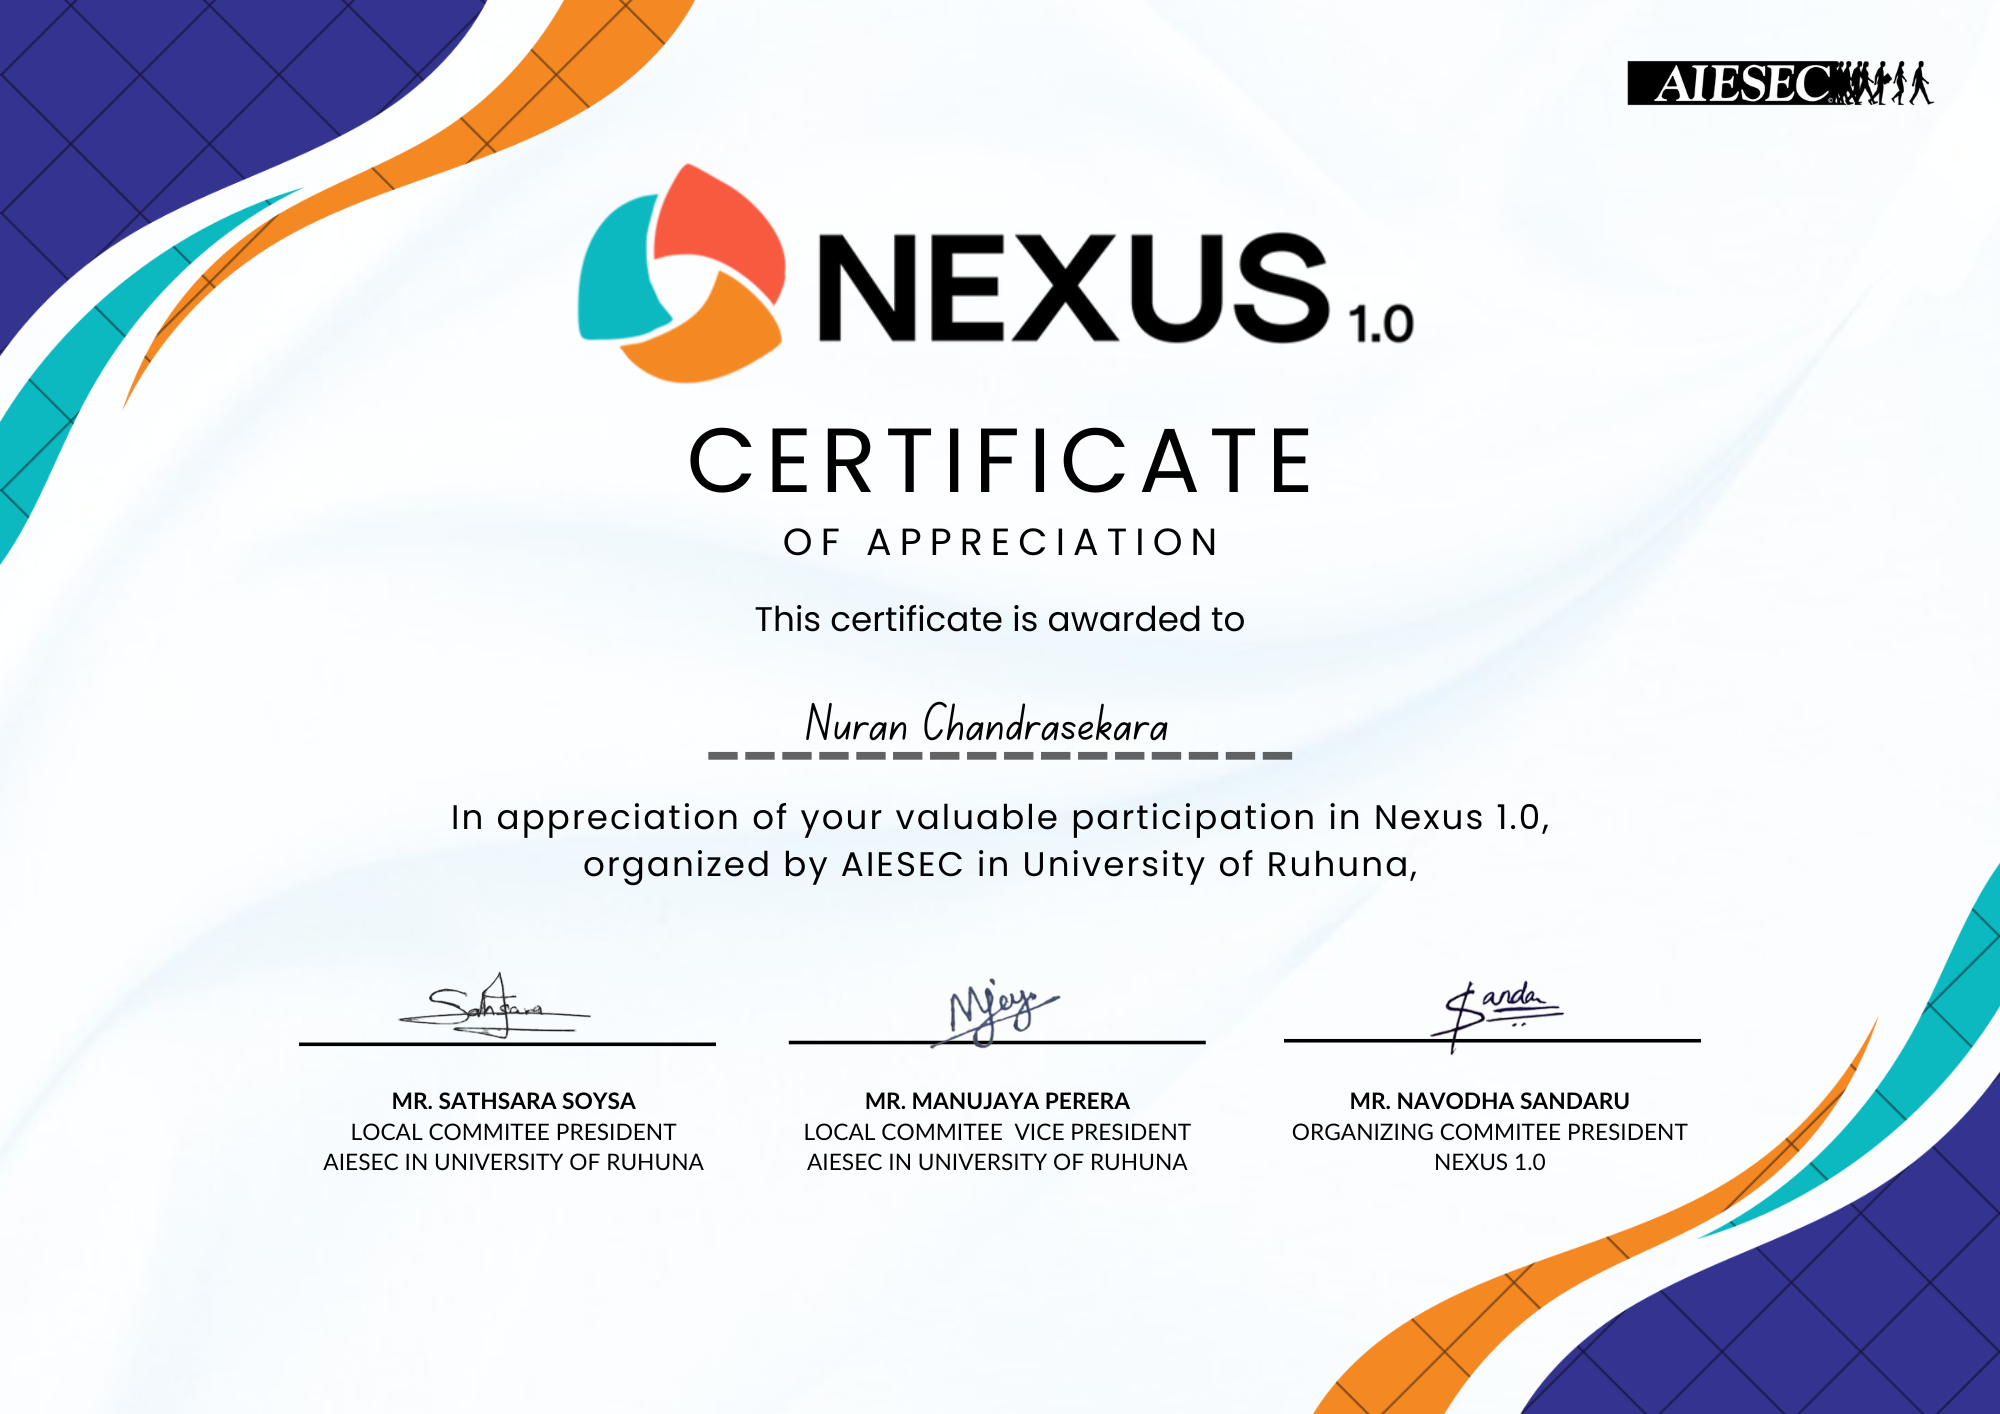 AIESEC
NEXUS 1.0
CERTIFICATE
OF APPRECIATION
This certificate is awarded to
Nuran Chandrasekara
In appreciation of your valuable participation in Nexus 1.0,
organized by AIESEC in University of Ruhuna,
Sathsara
Sandar
MR. SATHSARA SOYSA
LOCAL COMMITEE PRESIDENT
AIESEC IN UNIVERSITY OF RUHUNA
MR. MANUJAYA PERERA
LOCAL COMMITEE VICE PRESIDENT
AIESEC IN UNIVERSITY OF RUHUNA
MR. NAVODHA SANDARU
ORGANIZING COMMITEE PRESIDENT
NEXUS 1.0